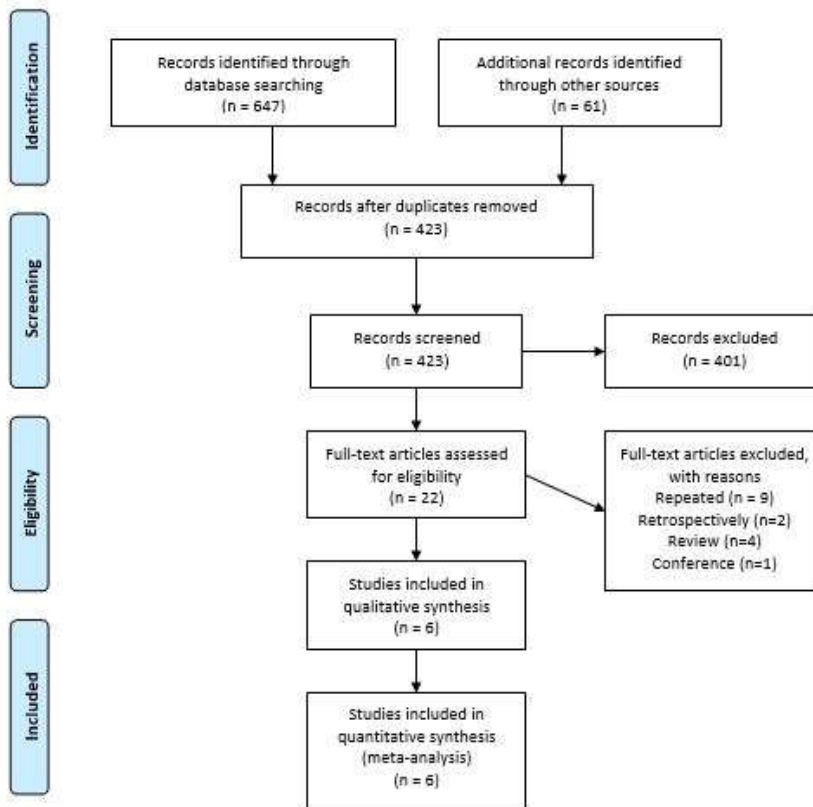 Identification
Records identified through
database searching
(n = 647)
Additional records identified
through other sources
(n = 61)
Records after duplicates removed
(n = 423)
Screening
Records screened
(n = 423)
Records excluded
(n = 401)
Eligibility
Full-text articles assessed
for eligibility
(n = 22)
Full-text articles excluded,
with reasons
Repeated (n = 9)
Retrospectively (n=2)
Review (n=4)
Conference (n=1)
Studies included in
qualitative synthesis
(n = 6)
Included
Studies included in
quantitative synthesis
(meta-analysis)
(n = 6)